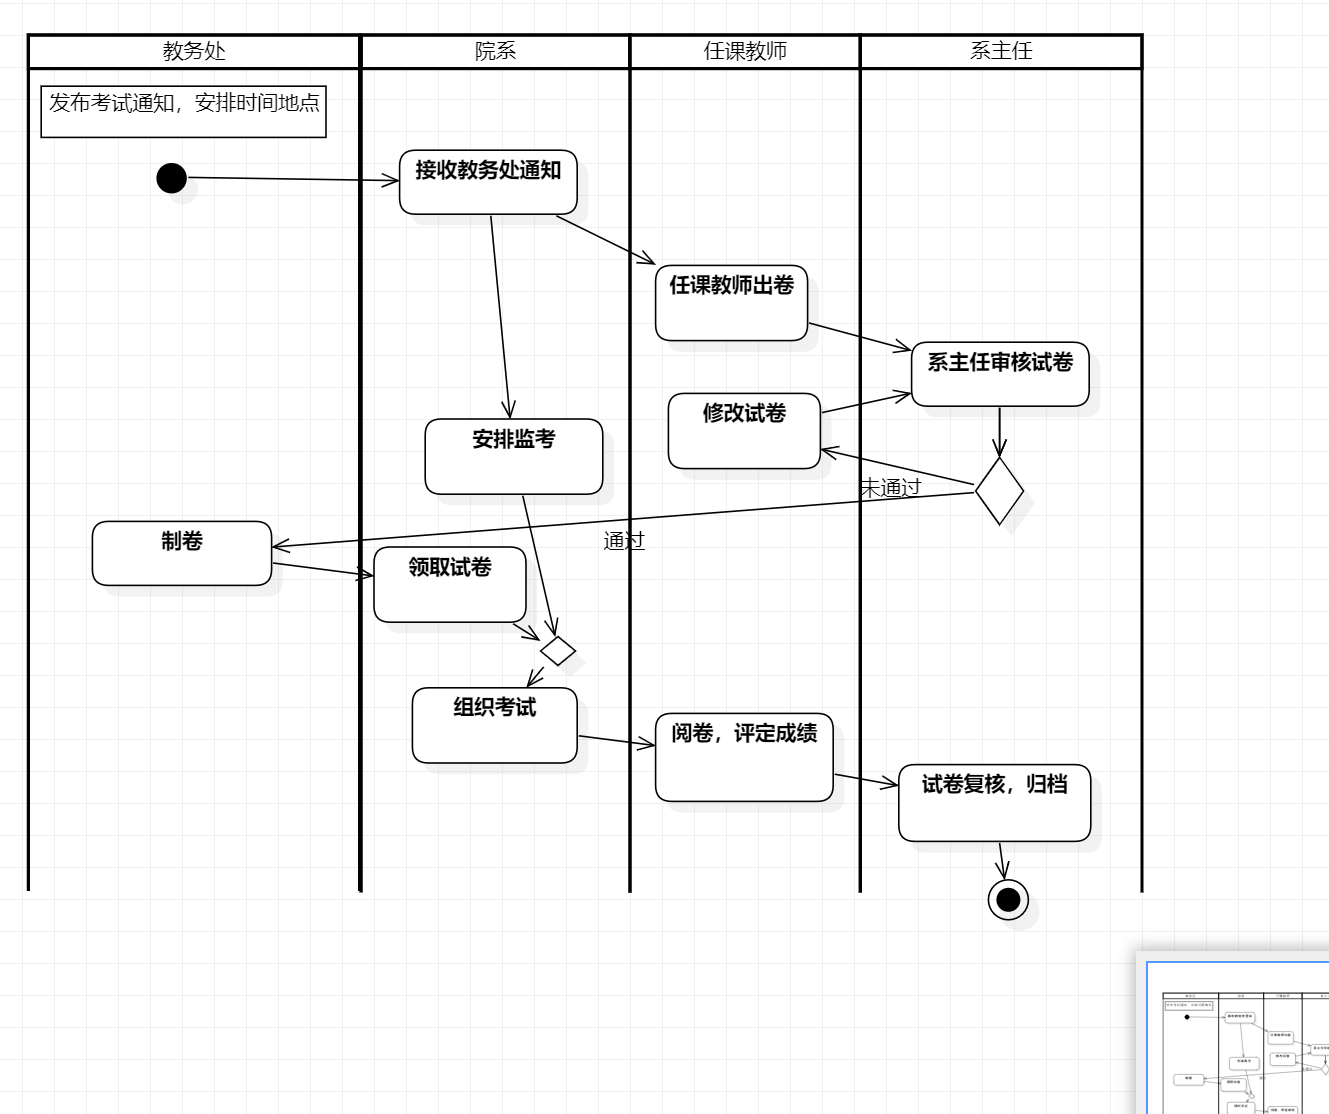 教务处
院系
任课教师
系主任
发布考试通知，安排时间地点
接收教务处通知
任课教师出卷
系主任审核试卷
修改试卷
安排监考
未通过
通过
制卷
领取试卷
组织考试
阅卷，评定成绩
试卷复核，归档